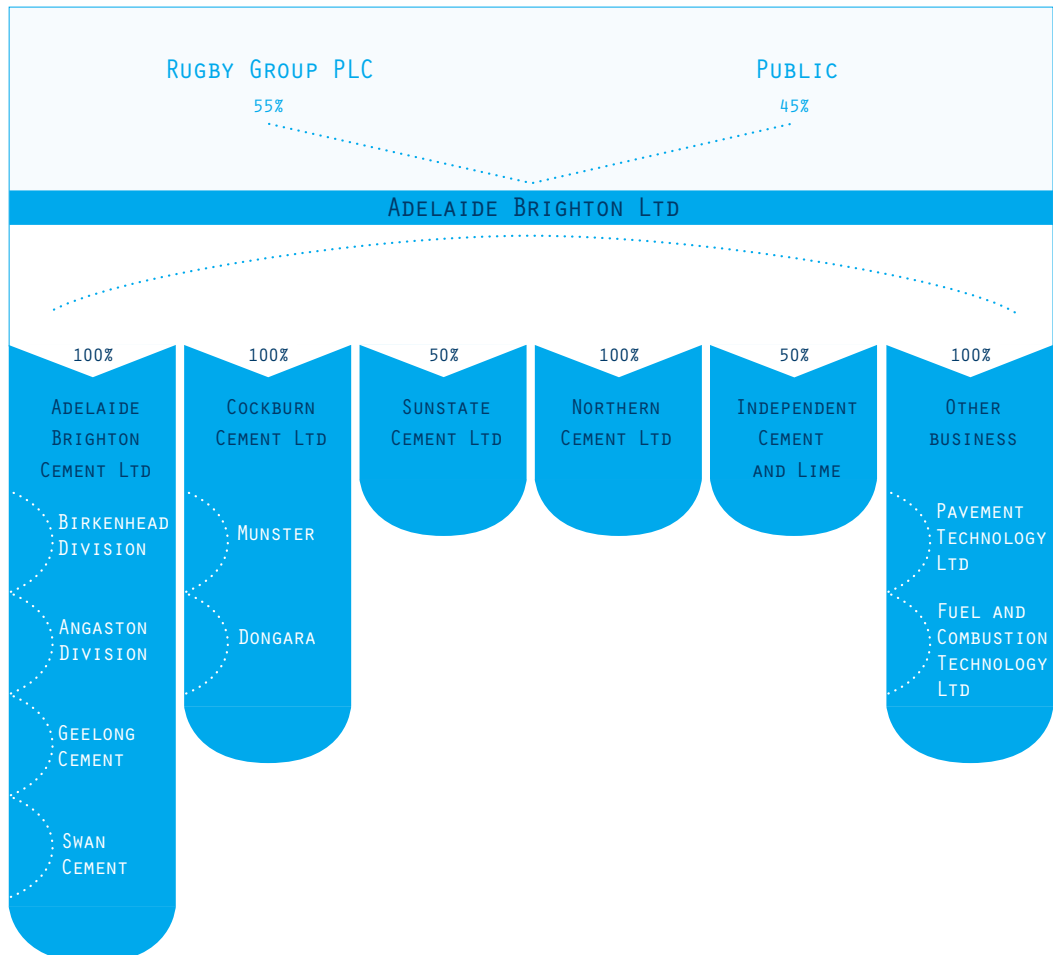 Rugby Group PLC
55%
Public
45%
Adelaide Brighton Ltd
100%
Adelaide
Brighton
Cement Ltd
Birkenhead
Division
Angaston
Division
Geelong
Cement
Swan
Cement
100%
Cockburn
Cement Ltd
Munster
Dongara
50%
Sunstate
Cement Ltd
100%
Northern
Cement Ltd
50%
Independent
Cement
and Lime
100%
Other
business
Pavement
Technology
Ltd
Fuel and
Combustion
Technology
Ltd